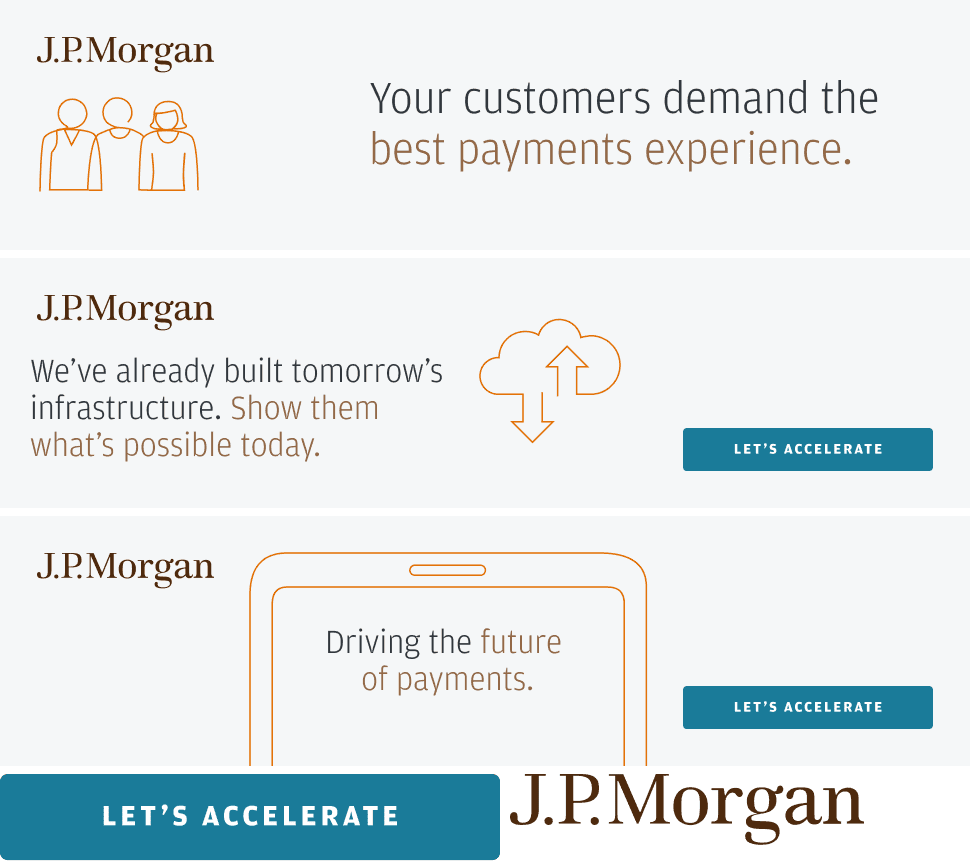 J.P.Morgan
Your customers demand the
best payments experience.
J.P.Morgan
We’ve already built tomorrow’s
infrastructure. Show them
what’s possible today.
LET’S ACCELERATE
J.P.Morgan
Driving the future
of payments.
LET’S ACCELERATE
LET’S ACCELERATE
J.P.Morgan